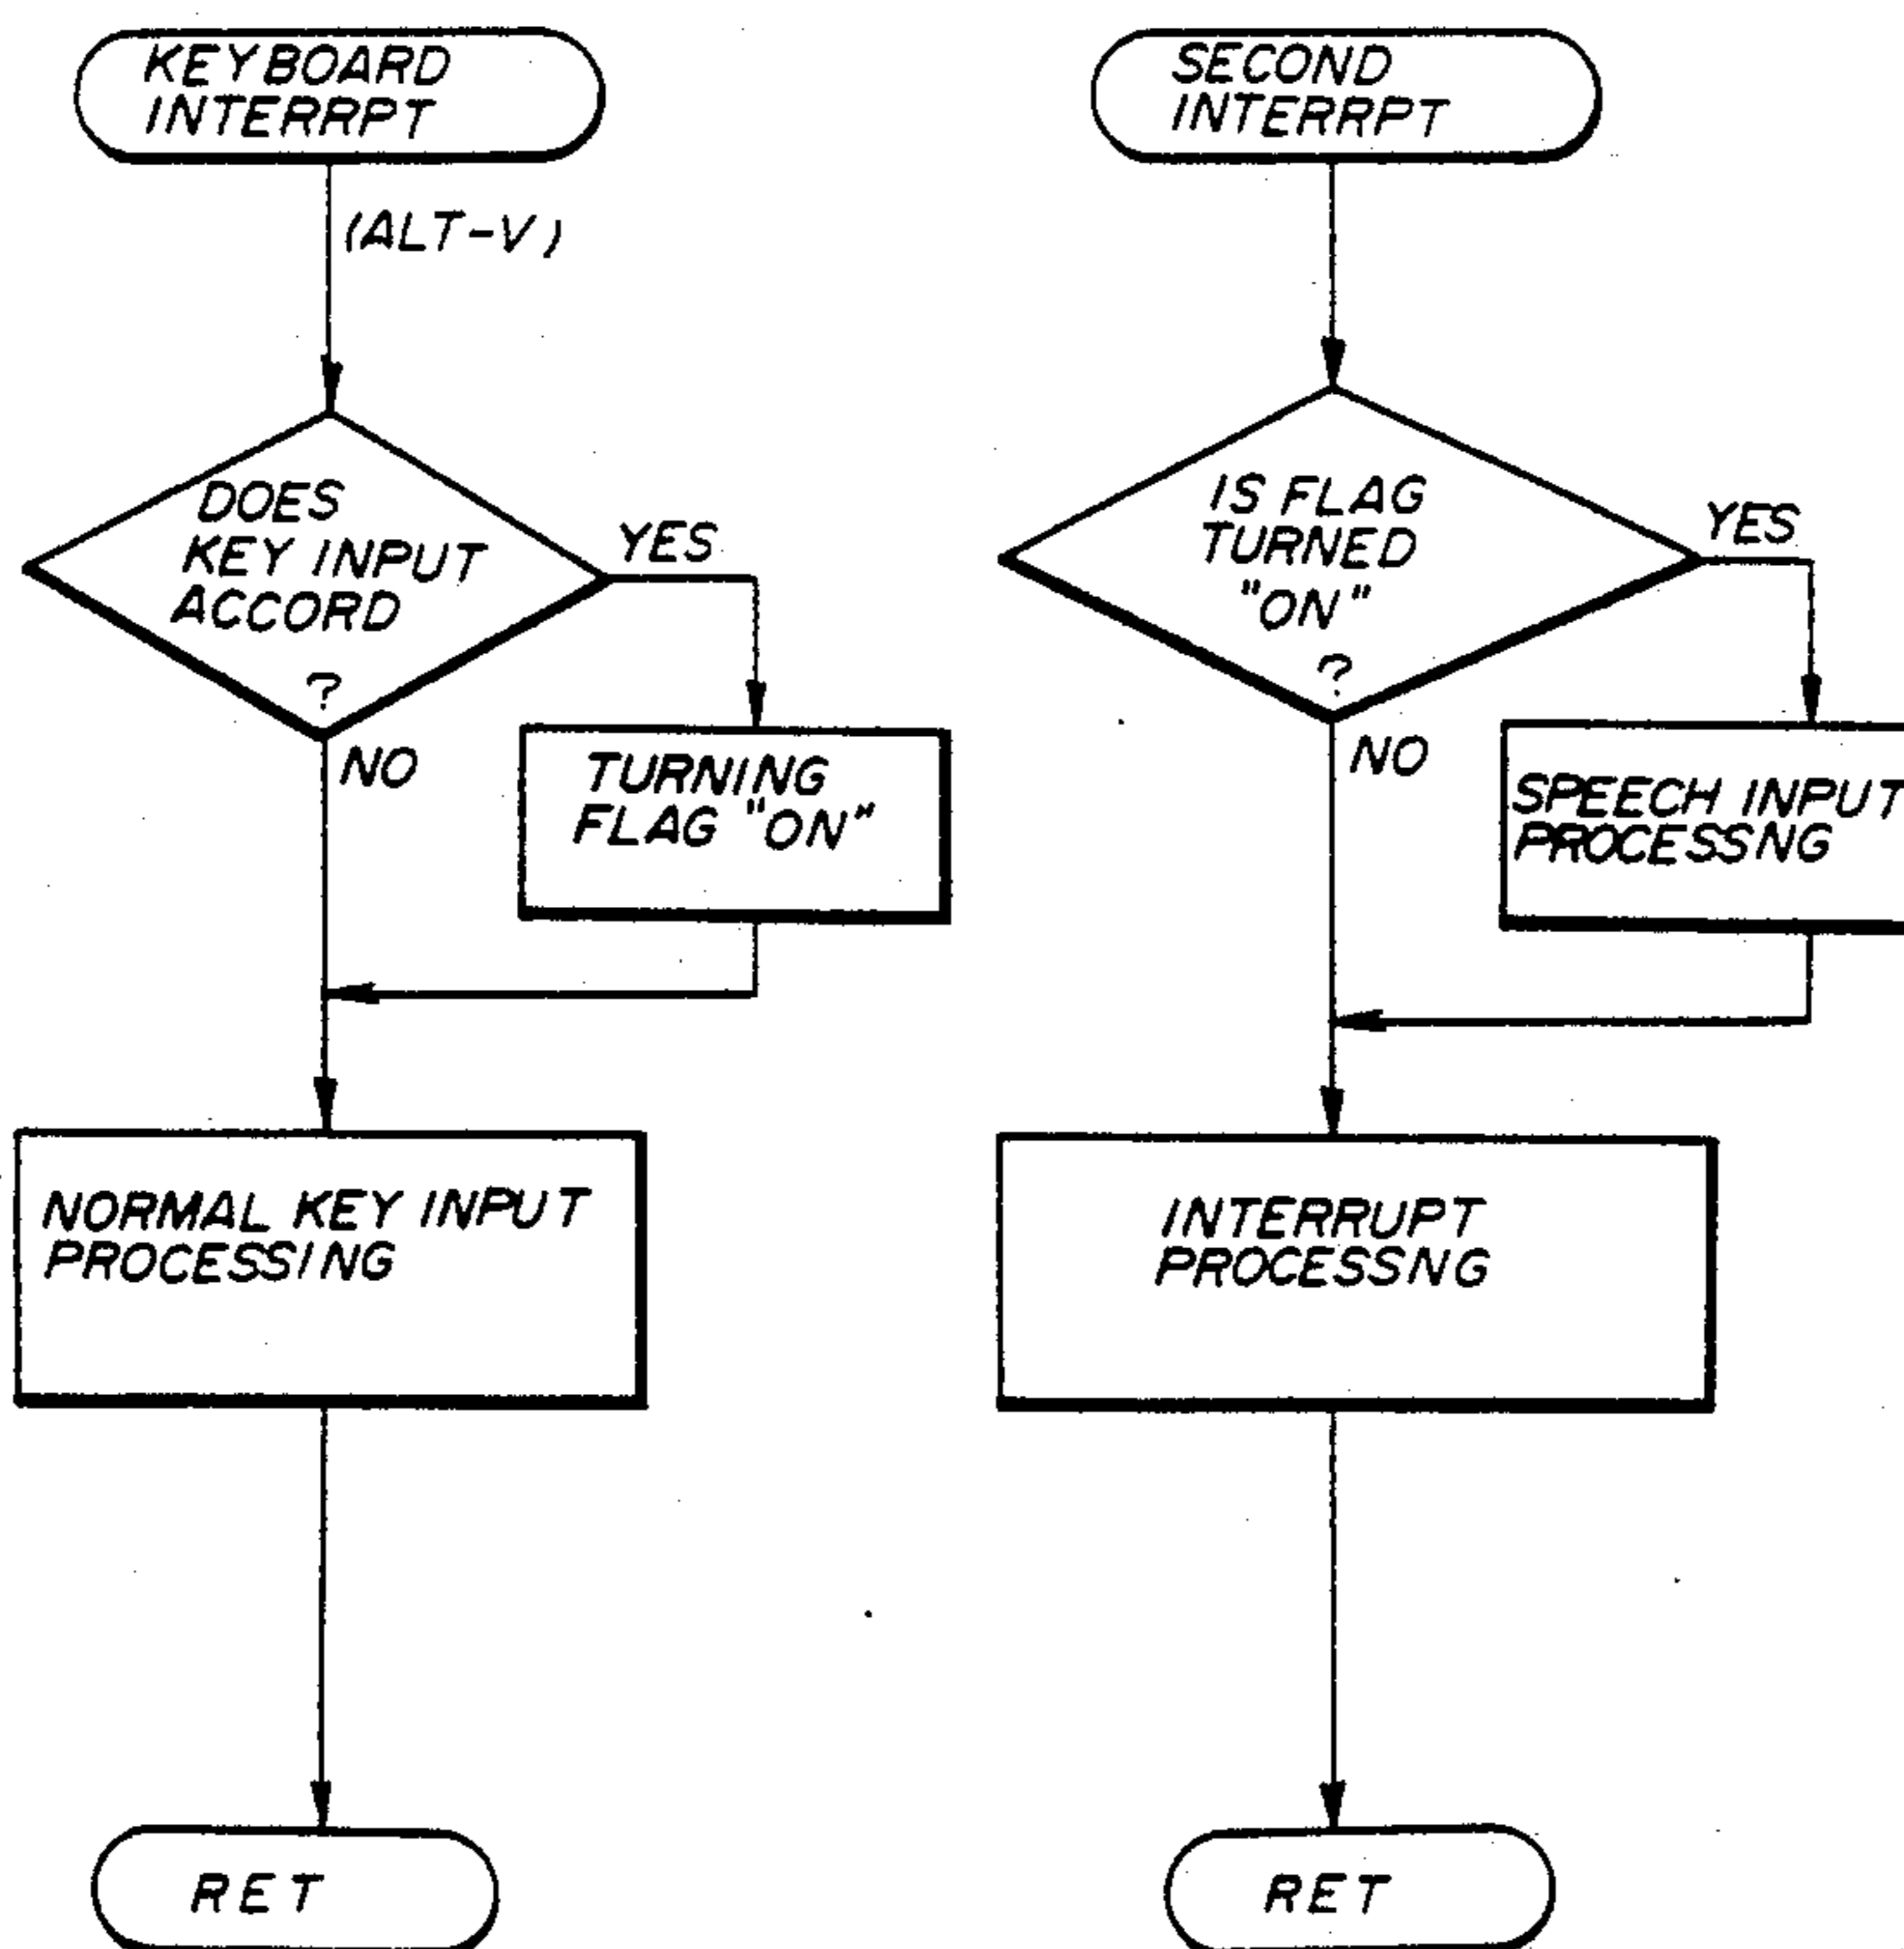 KEYBOARD
INTERRPT
(ALT-V)
DOES
KEY INPUT
ACCORD
?
YES
NO
TURNING
FLAG "ON"
NORMAL KEY INPUT
PROCESSING
RET
SECOND
INTERRPT
IS FLAG
TURNED
"ON"
?
YES
NO
SPEECH INPUT
PROCESSNG
INTERRUPT
PROCESSNG
RET